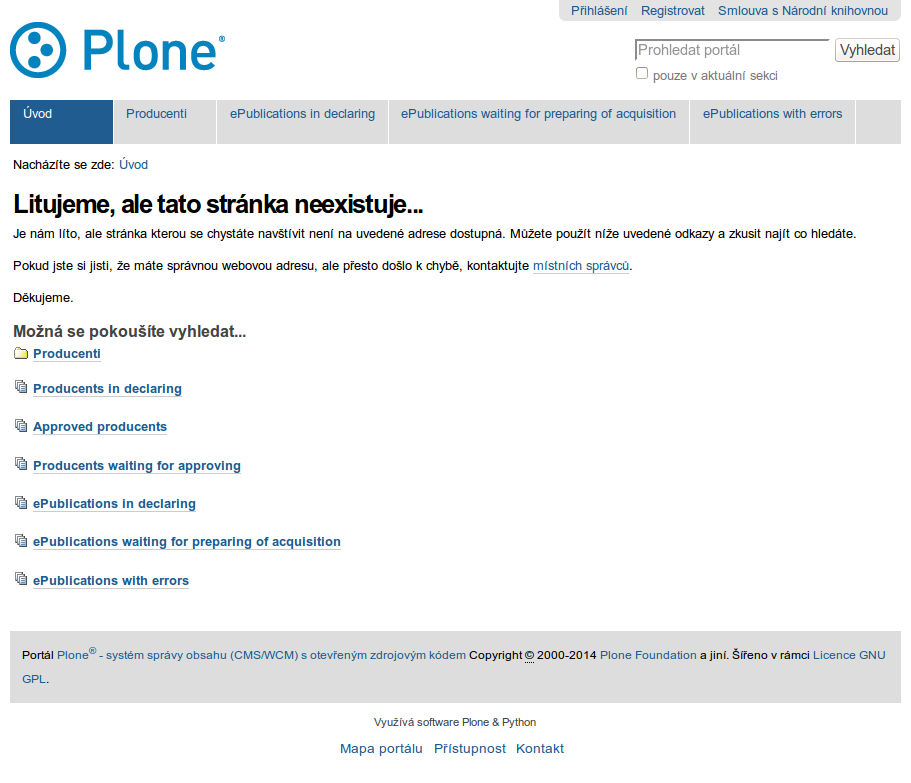 Přihlášení Registrovat Smlouva s Národní knihovnou
Plone®
Prohledat portál Vyhledat
pouze v aktuální sekci
Úvod Producenti ePublications in declaring ePublications waiting for preparing of acquisition ePublications with errors
Nacházíte se zde: Úvod
Litujeme, ale tato stránka neexistuje...
Je nám líto, ale stránka kterou se chystáte navštívit není na uvedené adrese dostupná. Můžete použít níže uvedené odkazy a zkusit najít co hledáte.
Pokud jste si jisti, že máte správnou webovou adresu, ale přesto došlo k chybě, kontaktujte místních správců.
Děkujeme.
Možná se pokoušíte vyhledat...
Producenti
Producents in declaring
Approved producents
Producents waiting for approving
ePublications in declaring
ePublications waiting for preparing of acquisition
ePublications with errors
Portál Plone® - systém správy obsahu (CMS/WCM) s otevřeným zdrojovým kódem Copyright © 2000-2014 Plone Foundation a jiní. Šířeno v rámci Licence GNU
GPL.
Využívá software Plone & Python
Mapa portálu Přístupnost Kontakt